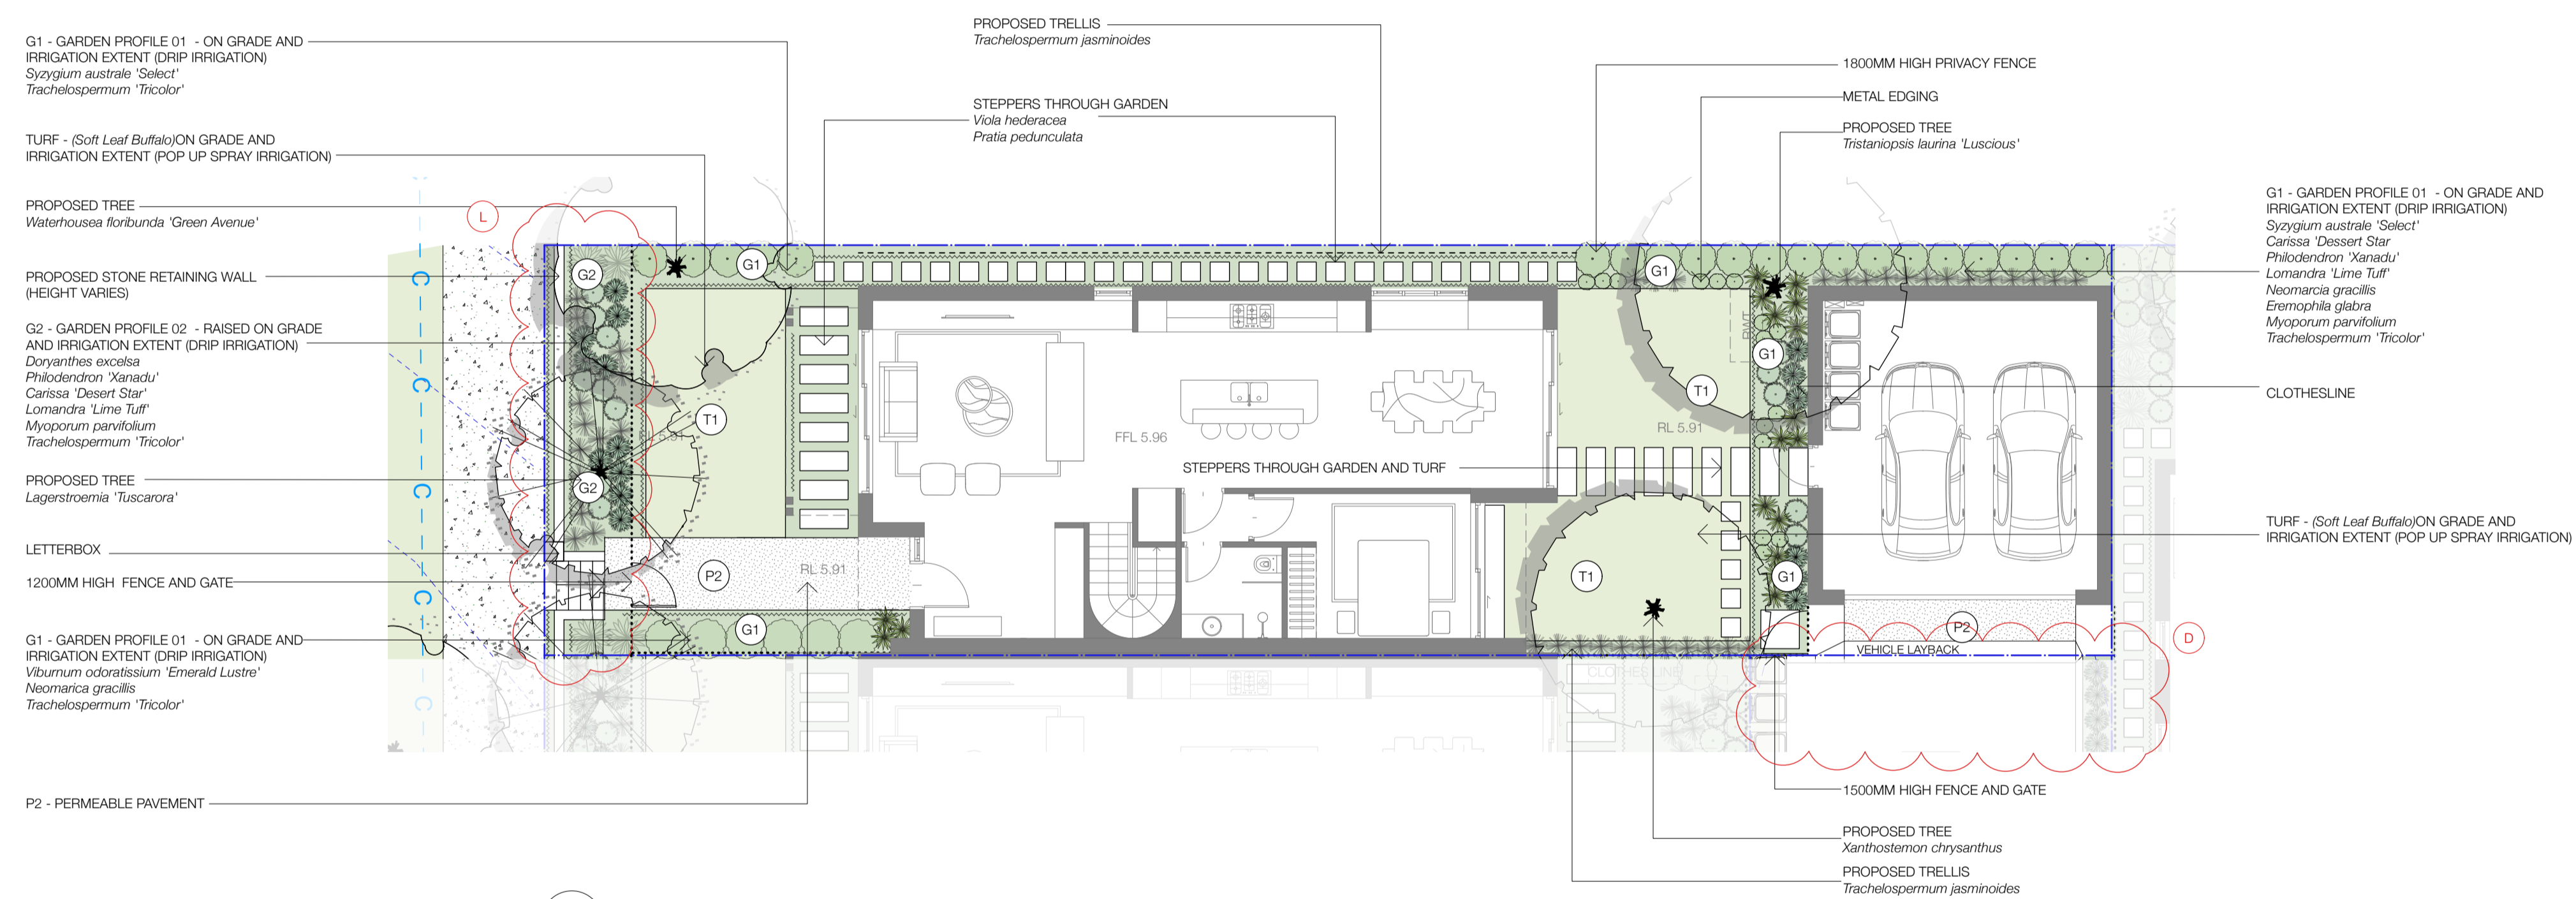 PROPOSED TRELLIS
Trachelospermum jasminoides
G1 - GARDEN PROFILE 01 - ON GRADE AND
IRRIGATION EXTENT (DRIP IRRIGATION)
Syzygium australe 'Select'
Trachelospermum 'Tricolor'
TURF - (Soft Leaf Buffalo)ON GRADE AND
IRRIGATION EXTENT (POP UP SPRAY IRRIGATION)
PROPOSED TREE
Waterhousea floribunda 'Green Avenue'
PROPOSED STONE RETAINING WALL
(HEIGHT VARIES)
G2 - GARDEN PROFILE 02 - RAISED ON GRADE
AND IRRIGATION EXTENT (DRIP IRRIGATION)
Doryanthes excelsa
Philodendron 'Xanadu'
Carissa 'Desert Star'
Lomandra 'Lime Tuff'
Myoporum parvifolium
Trachelospermum 'Tricolor'
PROPOSED TREE
Lagerstroemia 'Tuscarora'
LETTERBOX
1200MM HIGH FENCE AND GATE
G1 - GARDEN PROFILE 01 - ON GRADE AND
IRRIGATION EXTENT (DRIP IRRIGATION)
Viburnum odoratissium 'Emerald Lustre'
Neomarica gracillis
Trachelospermum 'Tricolor'
P2 - PERMEABLE PAVEMENT
STEPPERS THROUGH GARDEN
Viola hederacea
Pratia pedunculata
1800MM HIGH PRIVACY FENCE
METAL EDGING
PROPOSED TREE
Tristaniopsis laurina 'Luscious'
G1 - GARDEN PROFILE 01 - ON GRADE AND
IRRIGATION EXTENT (DRIP IRRIGATION)
Syzygium australe 'Select'
Carissa 'Dessert Star
Philodendron 'Xanadu'
Lomandra 'Lime Tuff'
Neomarcia gracillis
Eremophila glabra
Myoporum parvifolium
Trachelospermum 'Tricolor'
CLOTHESLINE
TURF - (Soft Leaf Buffalo)ON GRADE AND
IRRIGATION EXTENT (POP UP SPRAY IRRIGATION)
L
C
C
C
C
C
G2
G1
T1
G2
RL 5.91
P2
RL 5.91
G1
FFL 5.96
STEPPERS THROUGH GARDEN AND TURF
G1
RWT
G1
T1
RL 5.91
T1
G1
P2
VEHICLE LAYBACK
D
CLOTHES LINE
1500MM HIGH FENCE AND GATE
PROPOSED TREE
Xanthostemon chrysanthus
PROPOSED TRELLIS
Trachelospermum jasminoides